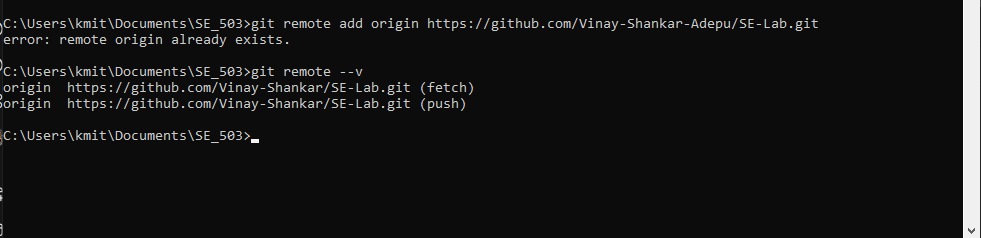 C:\Users\kmit\Documents\SE_503>git remote add origin https://github.com/Vinay-Shankar-Adepu/SE-Lab.git
error: remote origin already exists.
C:\Users\kmit\Documents\SE_503>git remote --v
origin  https://github.com/Vinay-Shankar/SE-Lab.git (fetch)
origin  https://github.com/Vinay-Shankar/SE-Lab.git (push)
C:\Users\kmit\Documents\SE_503>